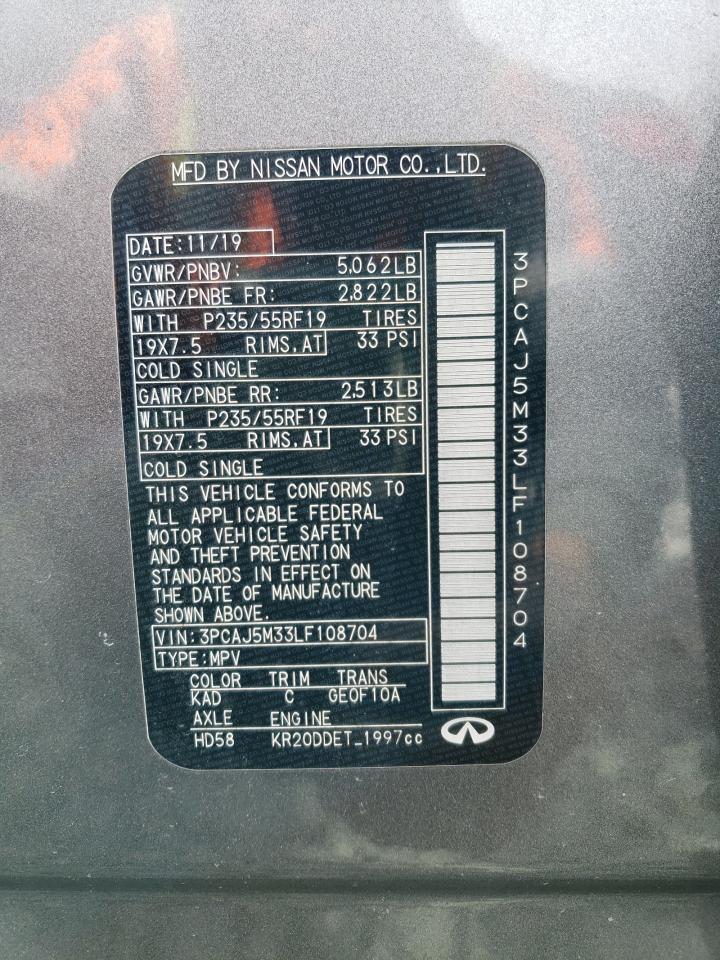 MFD BY NISSAN MOTOR CO.,LTD.
DATE:11/19
GVWR/PNBV: 5,062LB
GAWR/PNBE FR: 2,822LB
WITH P235/55RF19 TIRES
19X7.5 RIMS,AT 33 PSI
COLD SINGLE
GAWR/PNBE RR: 2,513LB
WITH P235/55RF19 TIRES
19X7.5 RIMS,AT 33 PSI
COLD SINGLE
THIS VEHICLE CONFORMS TO
ALL APPLICABLE FEDERAL
MOTOR VEHICLE SAFETY
AND THEFT PREVENTION
STANDARDS IN EFFECT ON
THE DATE OF MANUFACTURE
SHOWN ABOVE.
VIN:3PCAJ5M33LF108704
TYPE:MPV
COLOR TRIM TRANS
KAD C GEOF10A
AXLE ENGINE
HD58 KR20DDET_1997cc
3PCAJ5M33LF108704